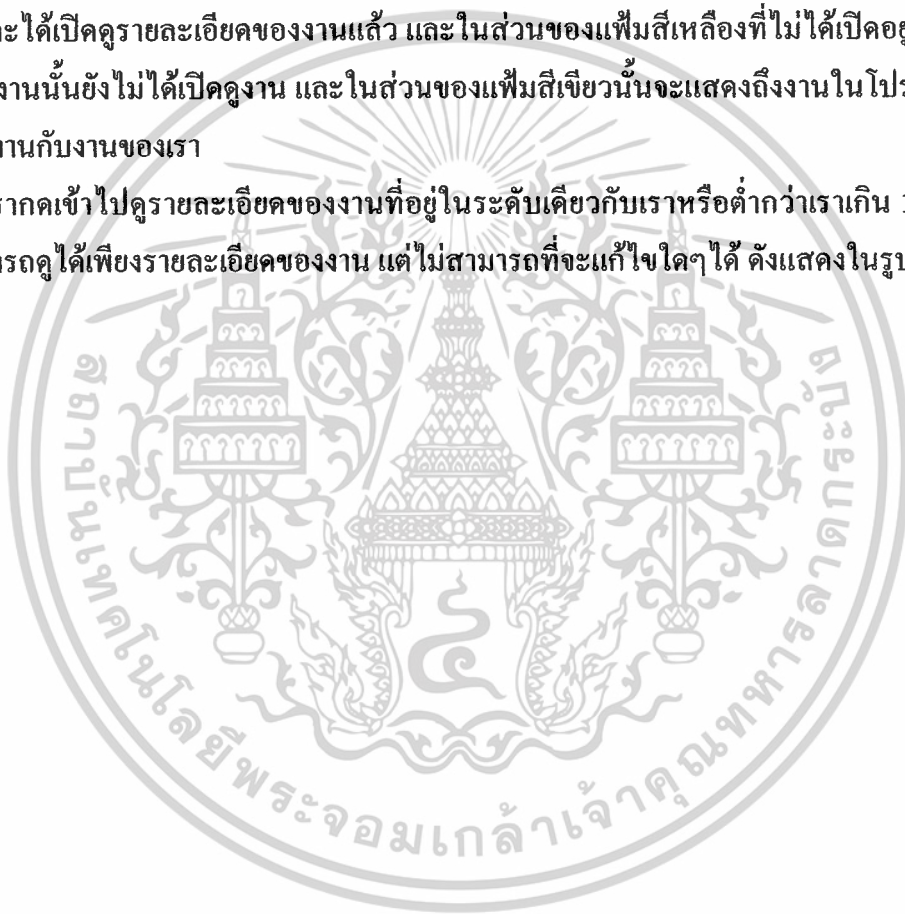 ะได้เปิดดูรายละเอียดของงานแล้ว และในส่วนของแฟ้มสีเหลืองที่ไม่ได้เปิดอยู
งานนั้นยังไม่ได้เปิดดูงาน และในส่วนของแฟ้มสีเขียวนั้นจะแสดงถึงงานในโปร
งานกับงานของเรา
รากดเข้าไปดูรายละเอียดของงานที่อยู่ในระดับเดียวกับเราหรือต่ำกว่าเราเกิน
รถดูได้เพียงรายละเอียดของงาน แต่ไม่สามารถที่จะแก้ไขใดๆได้ ดังแสดงในรูป
สถาบันเทคโนโลยีพระจอมเกล้าเจ้าคุณทหารลาดกระบัง